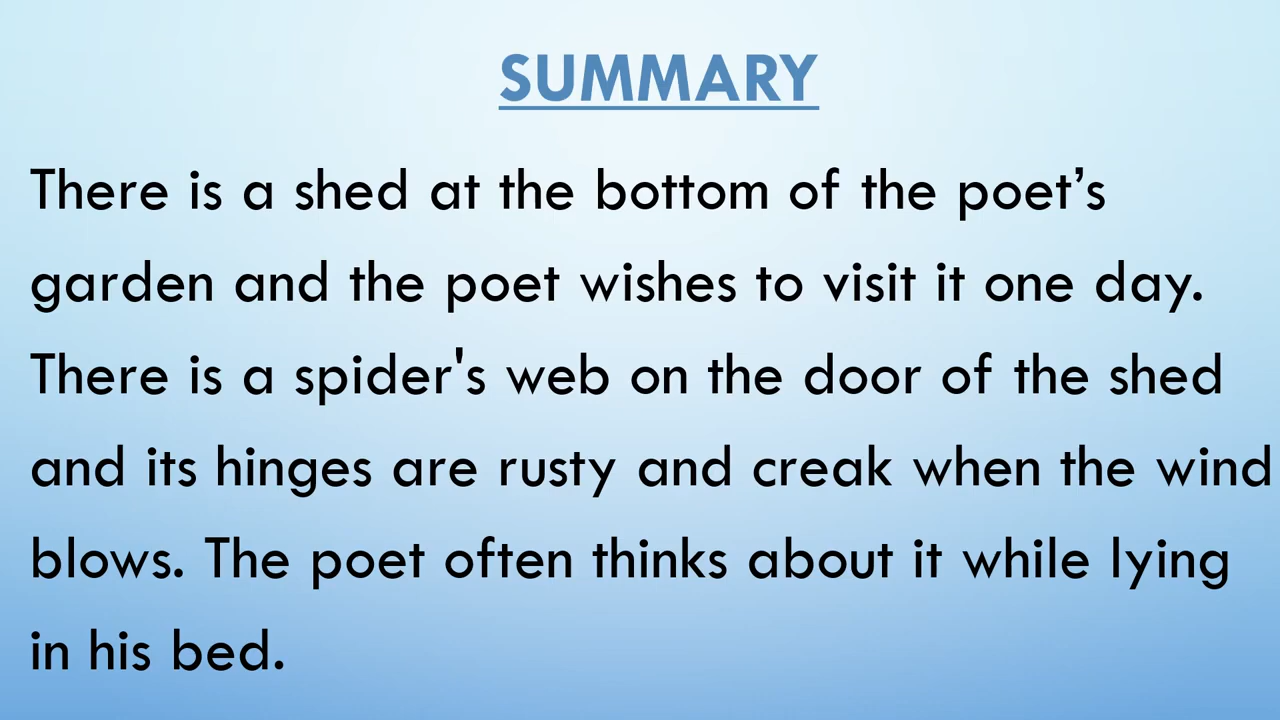 SUMMARY
There is a shed at the bottom of the poet’s
garden and the poet wishes to visit it one day.
There is a spider's web on the door of the shed
and its hinges are rusty and creak when the wind
blows. The poet often thinks about it while lying
in his bed.